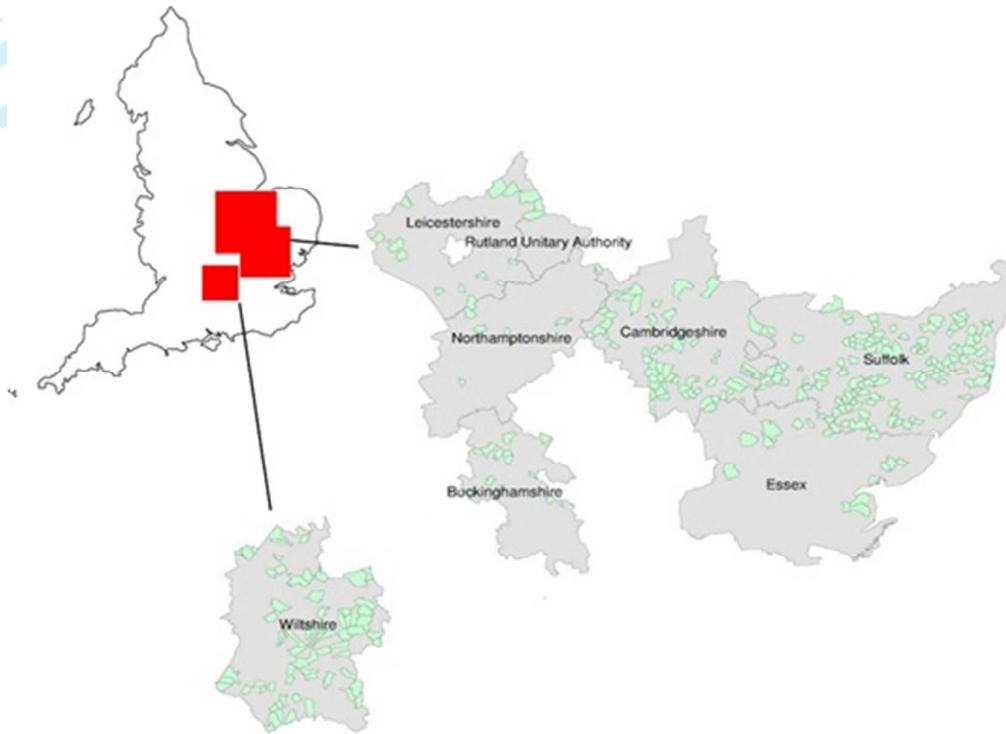 Leicestershire
Rutland Unitary Authority
Northamptonshire
Cambridgeshire
Suffolk
Buckinghamshire
Essex
Wiltshire